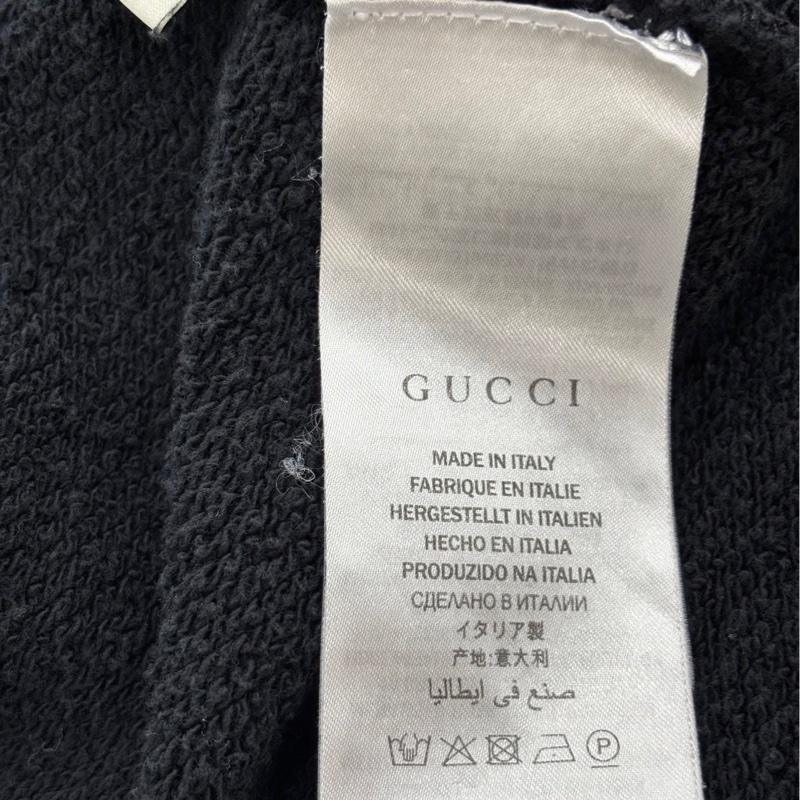 GUCCI
MADE IN ITALY
FABRIQUE EN ITALIE
HERGESTELLT IN ITALIEN
HECHO EN ITALIA
PRODUZIDO NA ITALIA
СДЕЛАНО В ИТАЛИИ
イタリア製
产地:意大利
صنع في ايطاليا
P